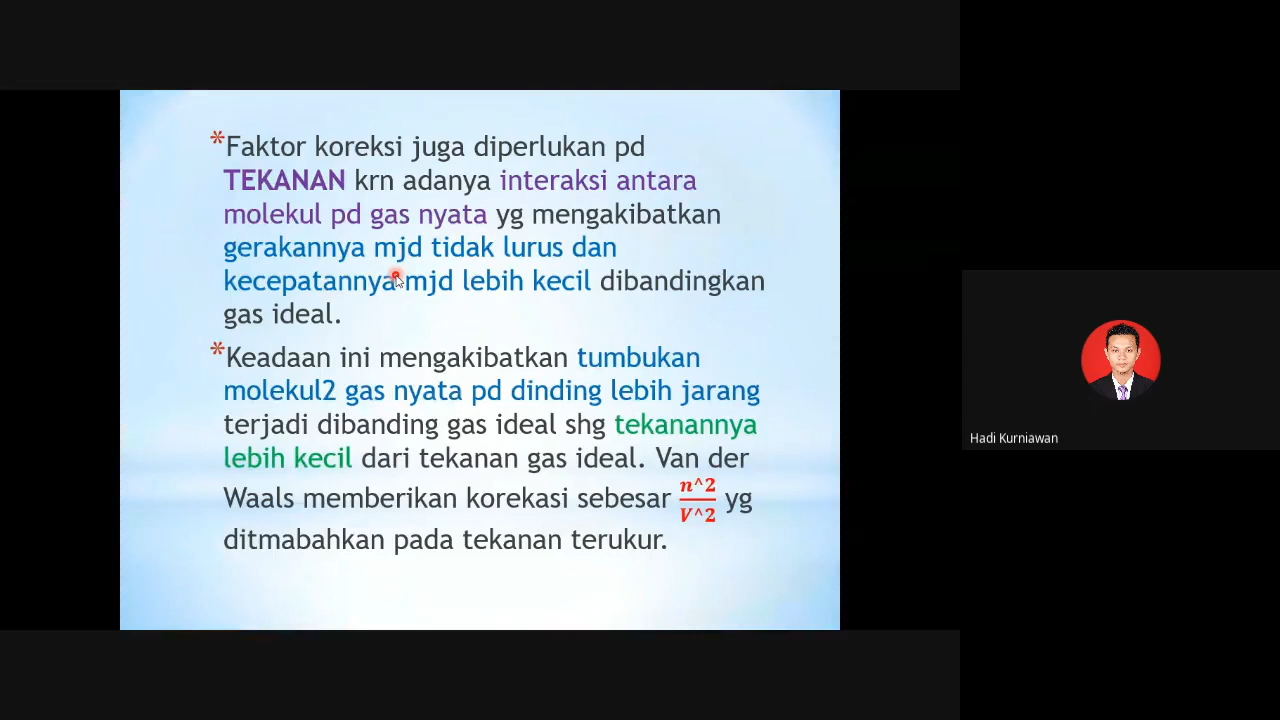 *Faktor koreksi juga diperlukan pd
TEKANAN krn adanya interaksi antara
molekul pd gas nyata yg mengakibatkan
gerakannya mjd tidak lurus dan
kecepatannya mjd lebih kecil dibandingkan
gas ideal.
*Keadaan ini mengakibatkan tumbukan
molekul2 gas nyata pd dinding lebih jarang
terjadi dibanding gas ideal shg tekanannya
lebih kecil dari tekanan gas ideal. Van der
Waals memberikan korekasi sebesar n^2/V^2 yg
ditmabahkan pada tekanan terukur.
Hadi Kurniawan